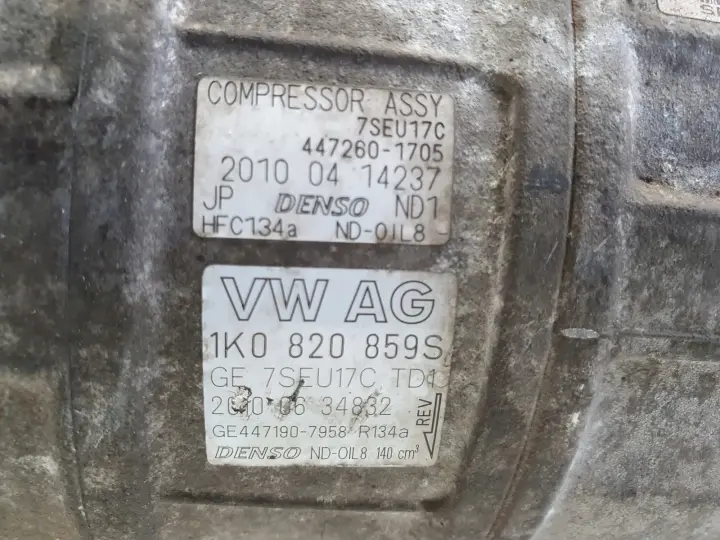 COMPRESSOR ASSY
7SEU17C
447260-1705
2010 04 14237
JP DENSO ND1
HFC134a ND-OIL8
VW AG
1K0 820 859S
GE 7SEU17C TD1
2010 06 34832
REV
GE447190-7958 R134a
DENSO ND-OIL8 140 cm³